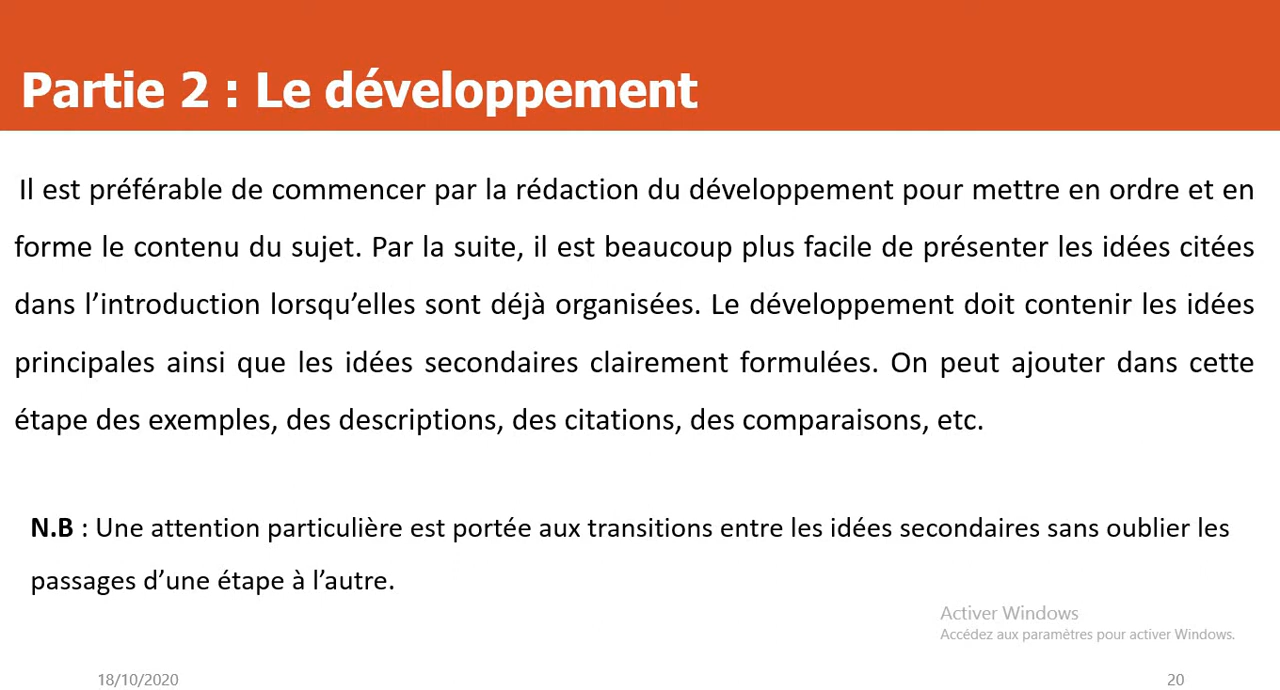 Partie 2 : Le développement
Il est préférable de commencer par la rédaction du développement pour mettre en ordre et en
forme le contenu du sujet. Par la suite, il est beaucoup plus facile de présenter les idées citées
dans l’introduction lorsqu’elles sont déjà organisées. Le développement doit contenir les idées
principales ainsi que les idées secondaires clairement formulées. On peut ajouter dans cette
étape des exemples, des descriptions, des citations, des comparaisons, etc.
N.B : Une attention particulière est portée aux transitions entre les idées secondaires sans oublier les
passages d’une étape à l’autre.
Activer Windows
Accédez aux paramètres pour activer Windows.
18/10/2020
20